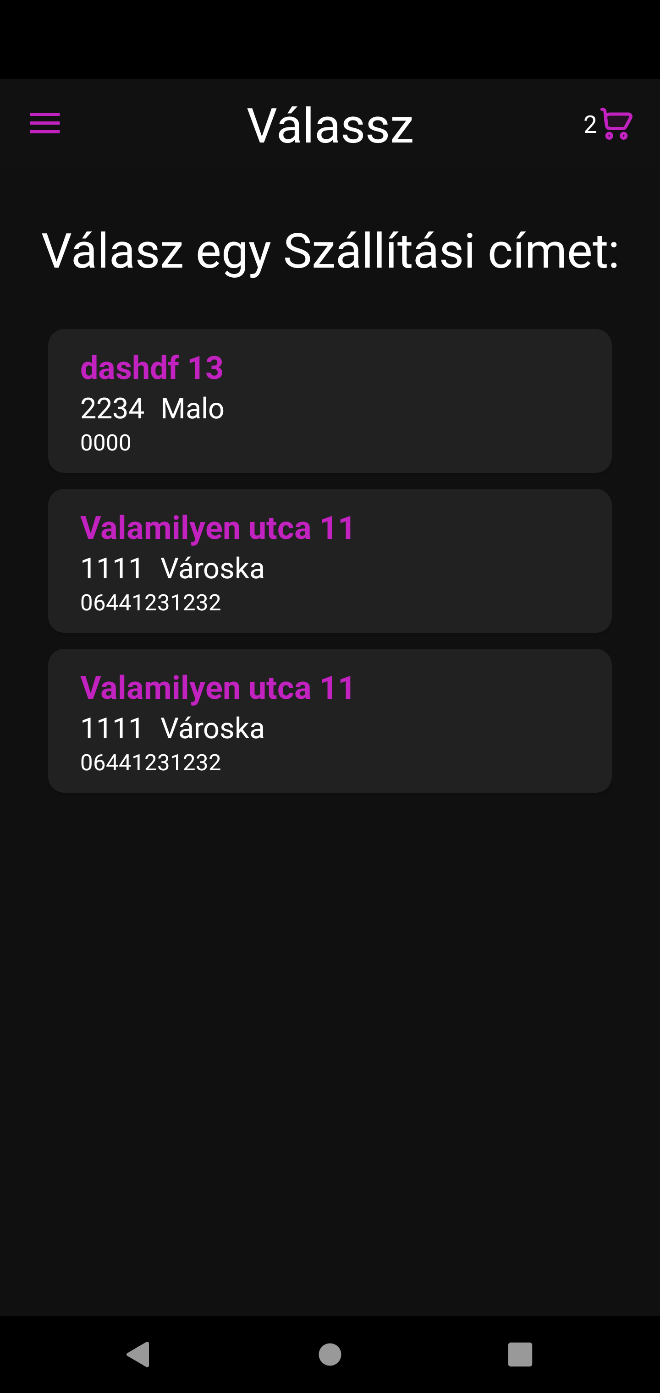 Válassz
2
Válasz egy Szállítási címet:
dashdf 13
2234 Malo
0000
Valamilyen utca 11
1111 Városka
06441231232
Valamilyen utca 11
1111 Városka
06441231232